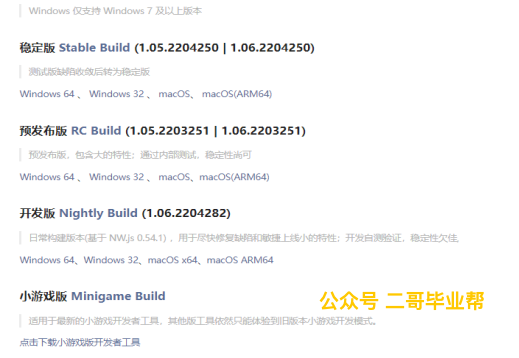 Windows 仅支持 Windows 7 及以上版本
稳定版 Stable Build (1.05.2204250 | 1.06.2204250)
测试版缺陷收敛后转为稳定版
Windows 64 、 Windows 32 、 macOS、 macOS(ARM64)
预发布版 RC Build (1.05.2203251 | 1.06.2203251)
预发布版，包含大的特性；通过内部测试，稳定性尚可
Windows 64 、 Windows 32 、 macOS、macOS(ARM64)
开发版 Nightly Build (1.06.2204282)
日常构建版本(基于 NW.js 0.54.1) ，用于尽快修复缺陷和敏捷上线小的特性；开发自测验证，稳定性欠佳
Windows 64、Windows 32、macOS x64、macOS ARM64
小游戏版 Minigame Build
公众号 二哥毕业帮
适用于最新的小游戏开发者工具，其他版工具依然只能体验到旧版本小游戏开发模式。
点击下载小游戏版开发者工具